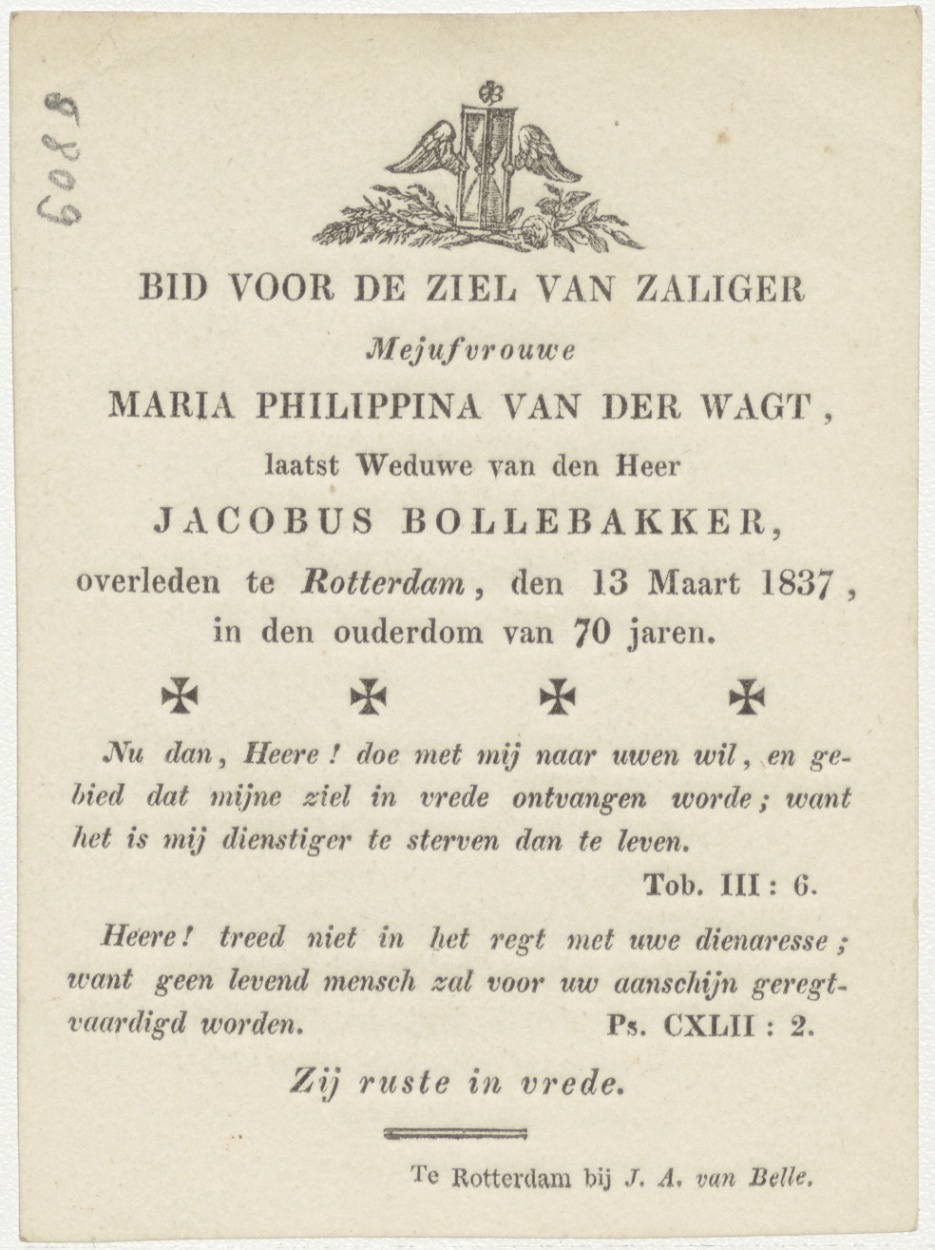 6088
BID VOOR DE ZIEL VAN ZALIGER
Mejufvrouwe
MARIA PHILIPPINA VAN DER WAGT,
laatst Weduwe van den Heer
JACOBUS BOLLEBAKKER,
overleden te Rotterdam, den 13 Maart 1837,
in den ouderdom van 70 jaren.
✠ ✠ ✠ ✠
Nu dan, Heere! doe met mij naar uwen wil, en ge-
bied dat mijne ziel in vrede ontvangen worde; want
het is mij dienstiger te sterven dan te leven.
Tob. III: 6.
Heere! treed niet in het regt met uwe dienaresse;
want geen levend mensch zal voor uw aanschijn geregt-
vaardigd worden. Ps. CXLII: 2.
Zij ruste in vrede.
Te Rotterdam bij J. A. van Belle.